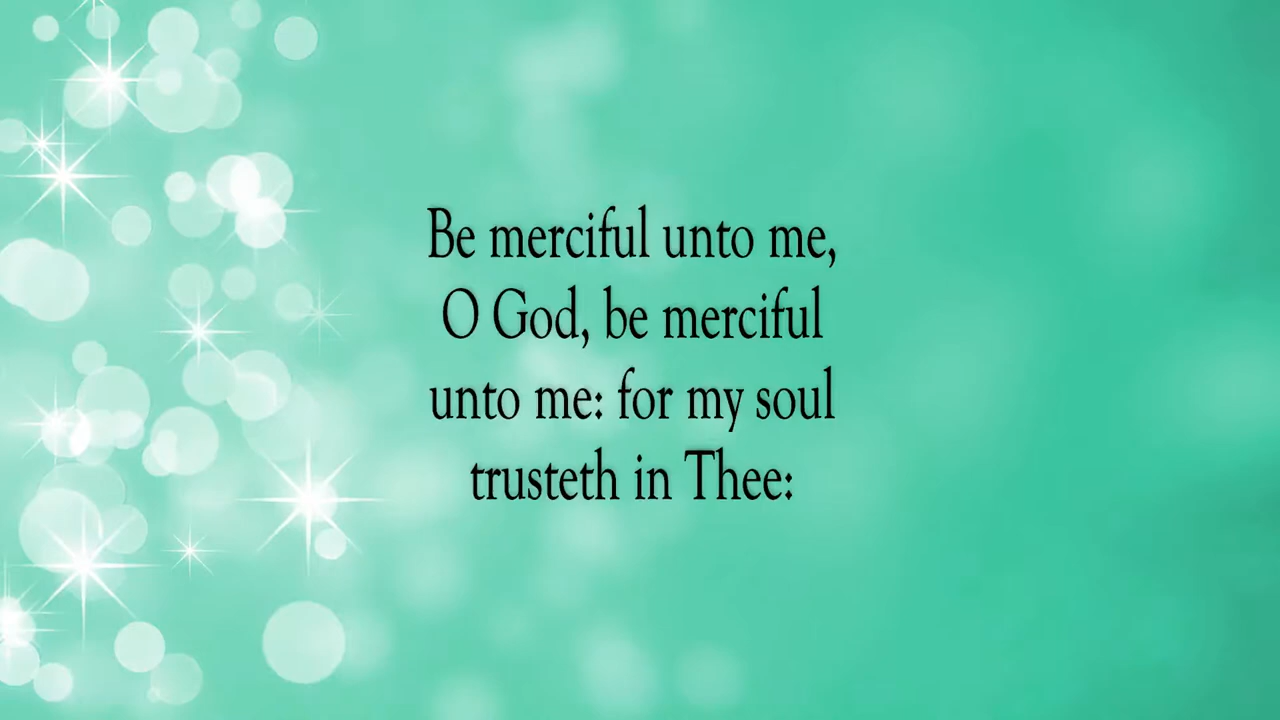 Be merciful unto me,
O God, be merciful
unto me: for my soul
trusteth in Thee: